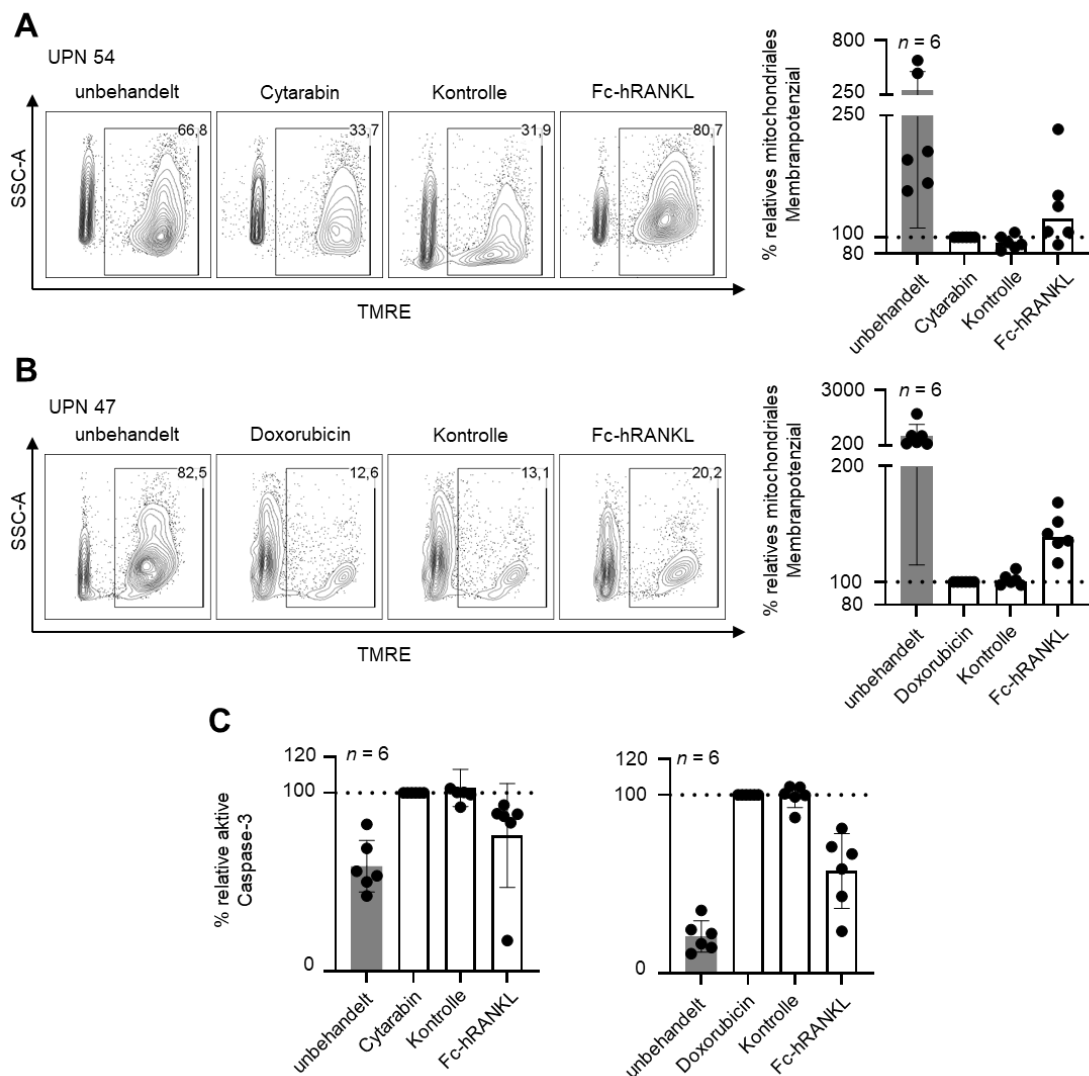 A
UPN 54
unbehandelt Cytarabin Kontrolle Fc-hRANKL
66,8 33,7 31,9 80,7
SSC-A
TMRE
% relatives mitochondriales
Membranpotenzial
n = 6
800
250
250
100
80
unbehandelt
Cytarabin
Kontrolle
Fc-hRANKL
B
UPN 47
unbehandelt Doxorubicin Kontrolle Fc-hRANKL
82,5 12,6 13,1 20,2
SSC-A
TMRE
% relatives mitochondriales
Membranpotenzial
n = 6
3000
200
200
100
80
unbehandelt
Doxorubicin
Kontrolle
Fc-hRANKL
C
% relative aktive
Caspase-3
n = 6
120
100
0
unbehandelt
Cytarabin
Kontrolle
Fc-hRANKL
n = 6
120
100
0
unbehandelt
Doxorubicin
Kontrolle
Fc-hRANKL